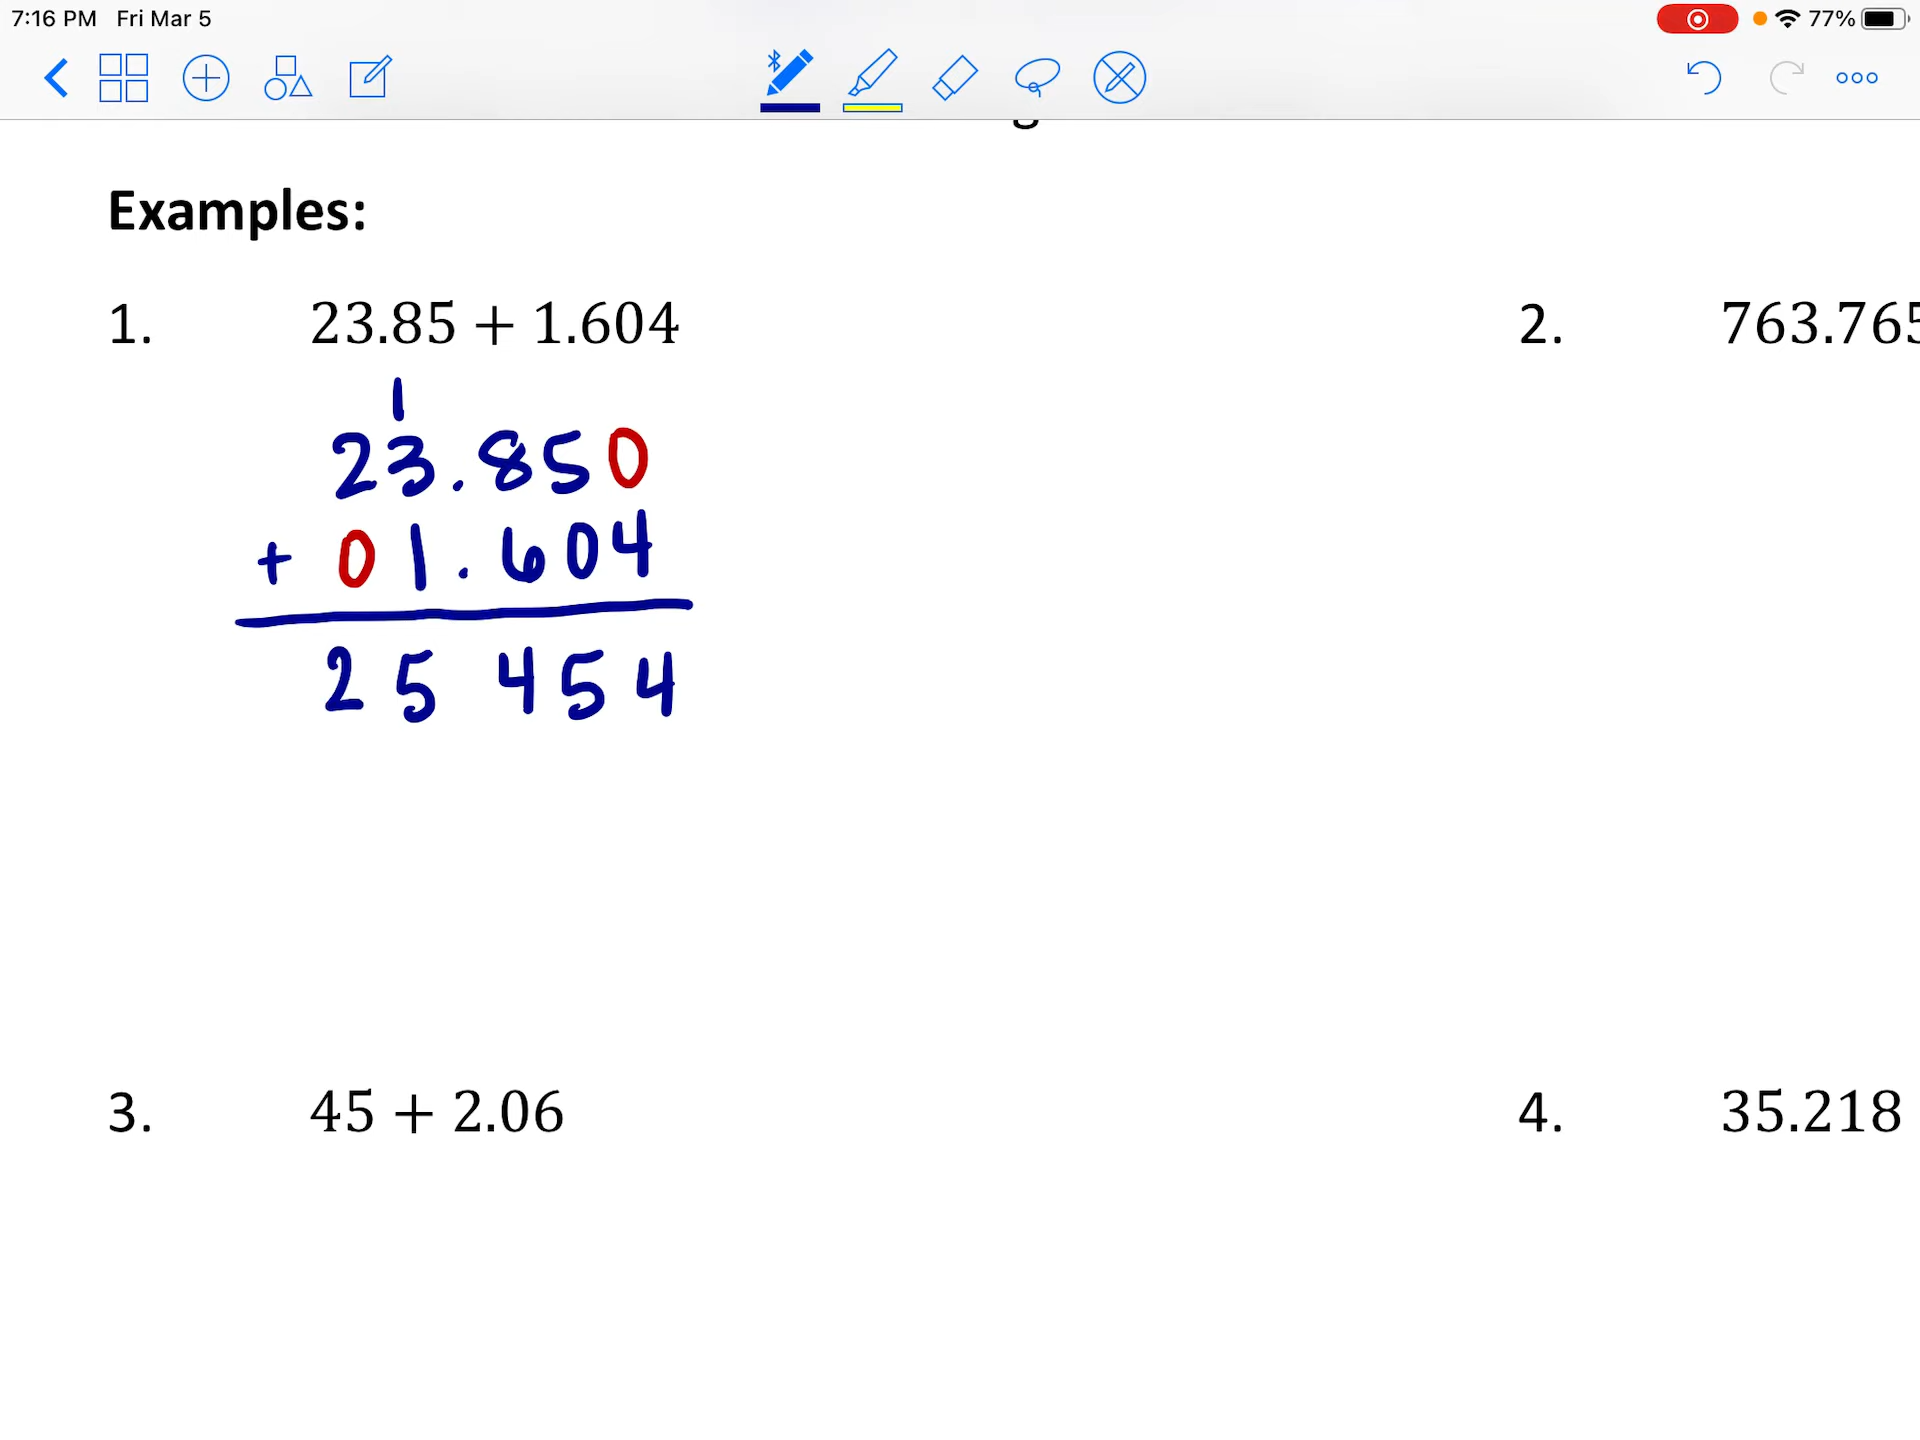 7:16 PM Fri Mar 5 77%
Examples:
1. 23.85 + 1.604 2. 763.765
1
23.850
+ 01.604
25 454
3. 45 + 2.06 4. 35.218